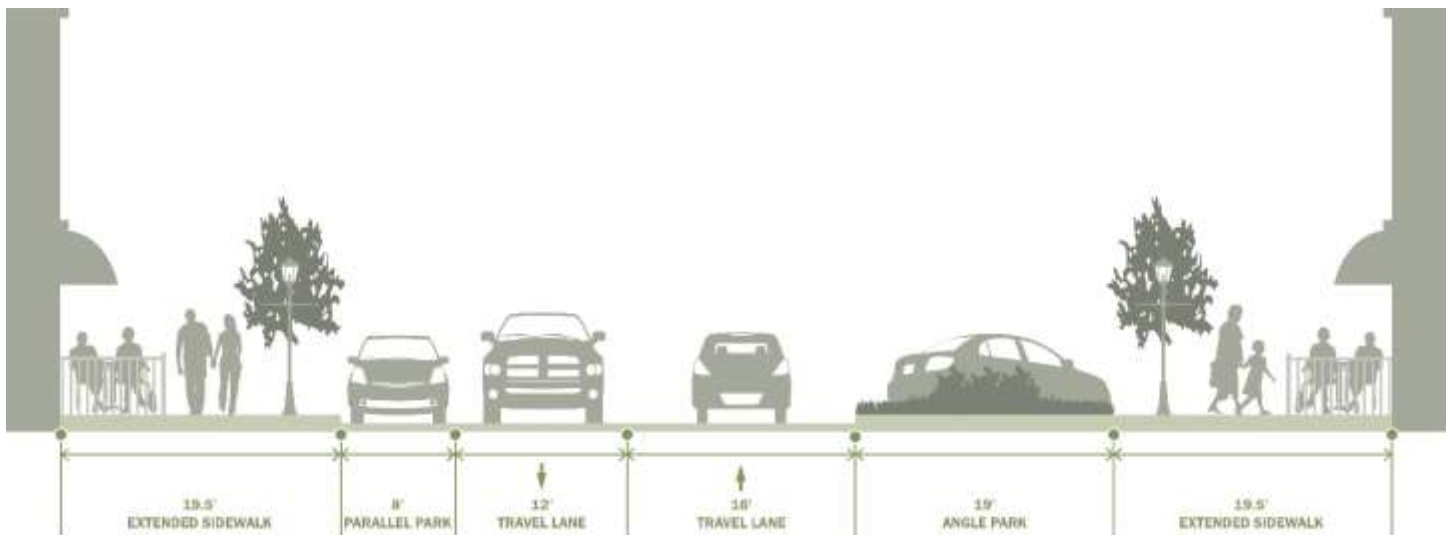 19.5'
EXTENDED SIDEWALK
8'
PARALLEL PARK
12'
TRAVEL LANE
16'
TRAVEL LANE
19'
ANGLE PARK
19.5'
EXTENDED SIDEWALK